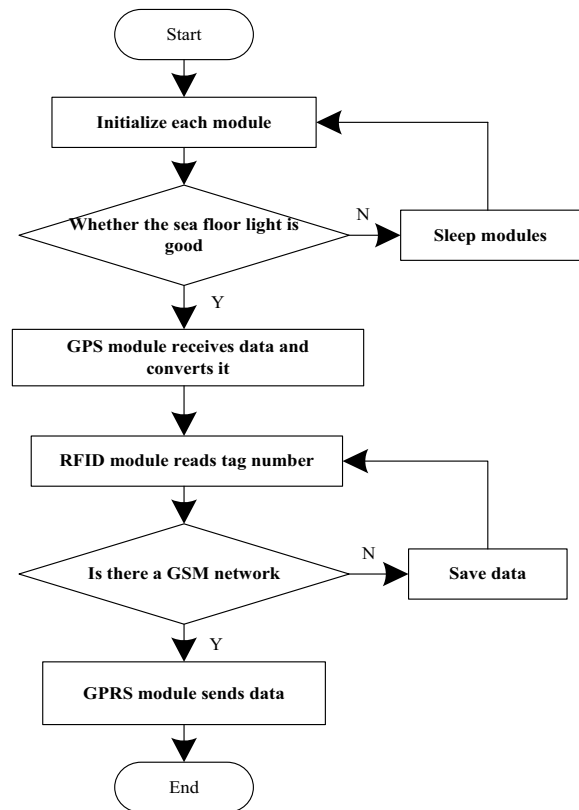 Start
Initialize each module
Whether the sea floor light is
good
N
Sleep modules
Y
GPS module receives data and
converts it
RFID module reads tag number
Is there a GSM network
N
Save data
Y
GPRS module sends data
End